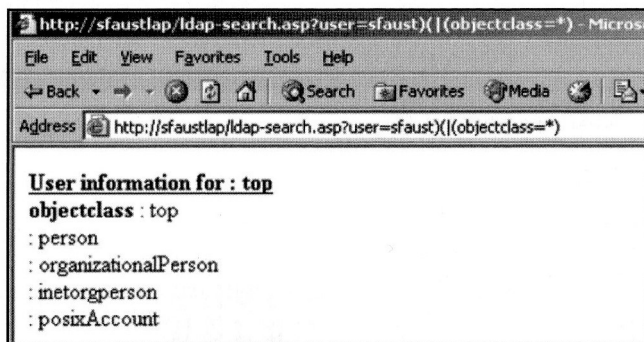 http://sfaustlap/ldap-search.asp?user=sfaust)(|(objectclass=*) - Micros
File Edit View Favorites Tools Help
Back Search Favorites Media
Address http://sfaustlap/ldap-search.asp?user=sfaust)(|(objectclass=*)
User information for : top
objectclass : top
: person
: organizationalPerson
: inetorgperson
: posixAccount